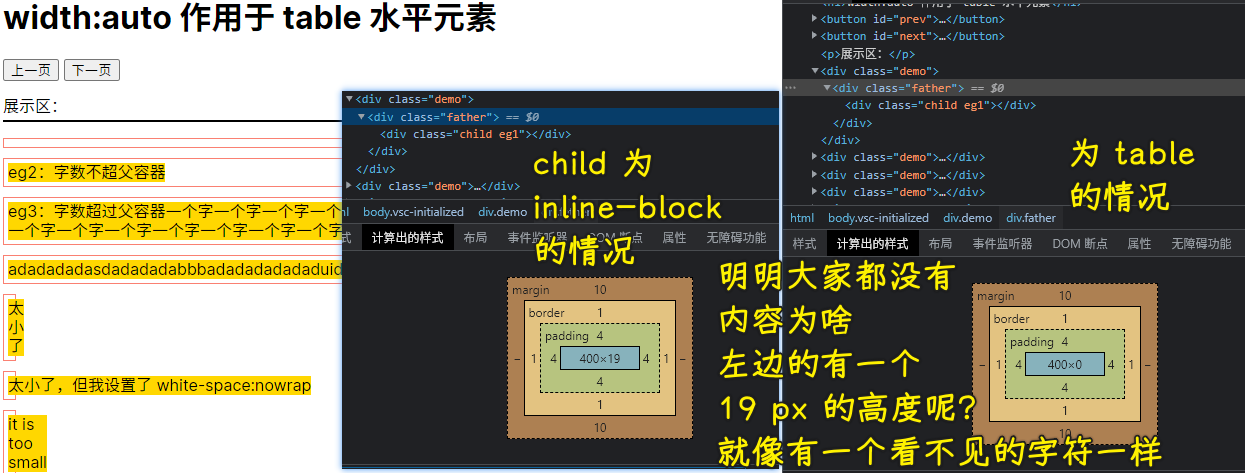 width:auto 作用于 table 水平元素
上一页 下一页
展示区：
eg2：字数不超父容器
eg3：字数超过父容器一个字一个字一个字一个
一个字一个字一个字一个字一个字一个字一个字
adadadadasdadadadabbbadadadadadaduid
太
小
了
太小了，但我设置了 white-space:nowrap
it is
too
small
<div class="demo">
<div class="father"> == $0
<div class="child eg1"></div>
</div>
</div>
<div class="demo">…</div>
child 为
inline-block
的情况
ml body.vsc-initialized div.demo
式 计算出的样式 布局 事件监听器 DOM 断点 属性 无障碍功能
margin 10
border 1
padding 4
– 1 4 400×19 4 1 –
4
1
10
<h1>width:auto 作用于 table 水平元素</h1>
<button id="prev">…</button>
<button id="next">…</button>
<p>展示区：</p>
<div class="demo">
… <div class="father"> == $0
<div class="child eg1"></div>
</div>
</div>
<div class="demo">…</div>
<div class="demo">…</div>
<div class="demo">…</div>
为 table
的情况
html body.vsc-initialized div.demo div.father
样式 计算出的样式 布局 事件监听器 DOM 断点 属性 无障碍功能
margin 10
border 1
padding 4
– 1 4 400×0 4 1 –
4
1
10
明明大家都没有
内容为啥
左边的有一个
19 px 的高度呢?
就像有一个看不见的字符一样